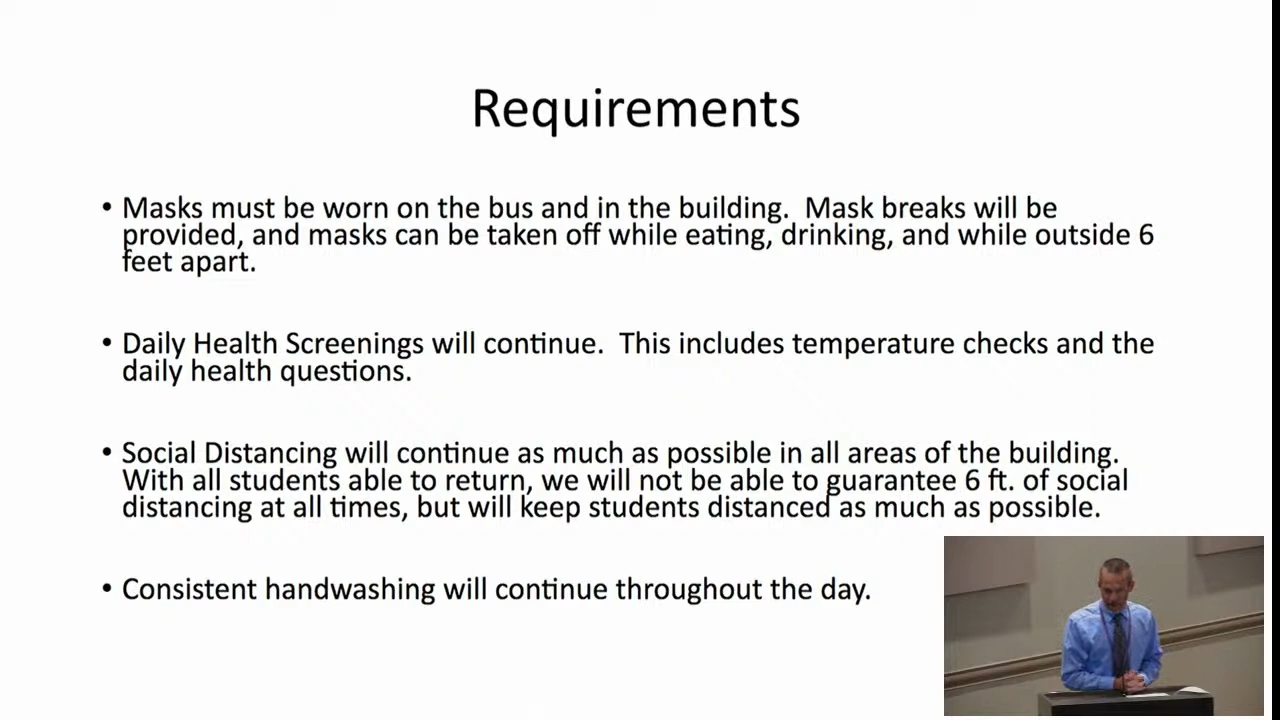 Requirements
• Masks must be worn on the bus and in the building.  Mask breaks will be
provided, and masks can be taken off while eating, drinking, and while outside 6
feet apart.
• Daily Health Screenings will continue.  This includes temperature checks and the
daily health questions.
• Social Distancing will continue as much as possible in all areas of the building.
With all students able to return, we will not be able to guarantee 6 ft. of social
distancing at all times, but will keep students distanced as much as possible.
• Consistent handwashing will continue throughout the day.